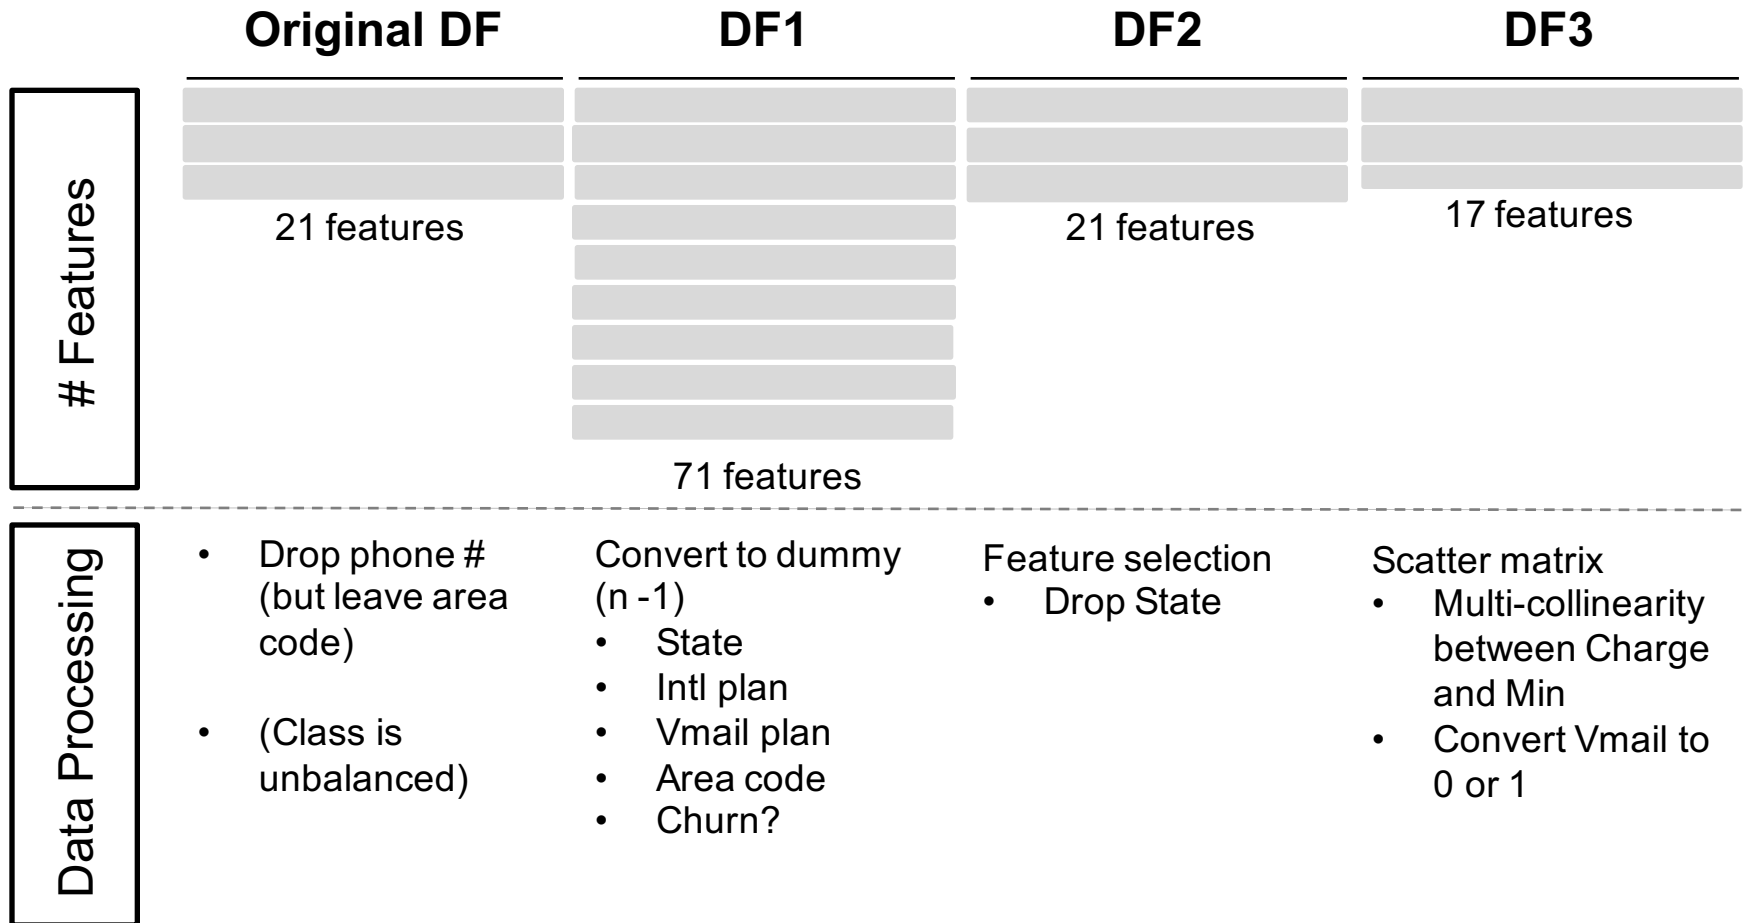 Original DF
DF1
DF2
DF3
# Features
21 features
71 features
21 features
17 features
Data Processing
• Drop phone #
(but leave area
code)
• (Class is
unbalanced)
Convert to dummy
(n -1)
• State
• Intl plan
• Vmail plan
• Area code
• Churn?
Feature selection
• Drop State
Scatter matrix
• Multi-collinearity
between Charge
and Min
• Convert Vmail to
0 or 1